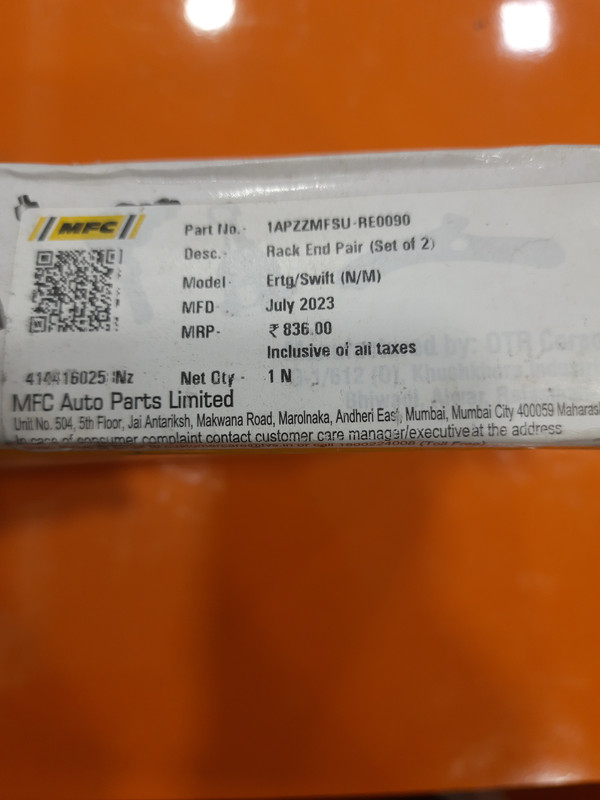 MFC
Part No.- 1APZZMFSU-RE0090
Desc.- Rack End Pair (Set of 2)
Model- Ertg/Swift (N/M)
MFD- July 2023
MRP- ₹ 836.00
Inclusive of all taxes
414416025 Nz Net Qty - 1 N
MFC Auto Parts Limited
Unit No. 504, 5th Floor, Jai Antariksh, Makwana Road, Marolnaka, Andheri East, Mumbai, Mumbai City 400059 Maharash
In case of consumer complaint contact customer care manager/executive at the address